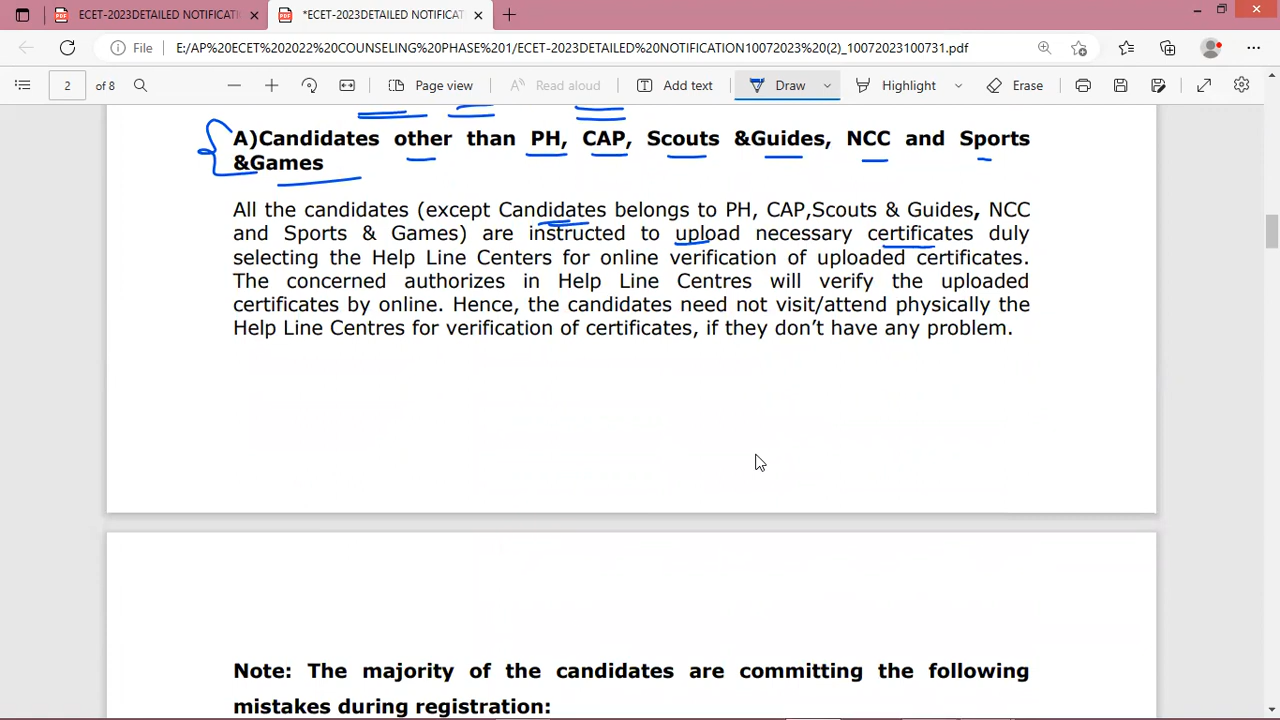 ECET-2023DETAILED NOTIFICATI
*ECET-2023DETAILED NOTIFICAT
File
E:/AP%20ECET%202022%20COUNSELING%20PHASE%201/ECET-2023DETAILED%20NOTIFICATION10072023%20(2)_10072023100731.pdf
2 of 8
Page view
Read aloud
Add text
Draw
Highlight
Erase
A)Candidates other than PH, CAP, Scouts &Guides, NCC and Sports
&Games
All the candidates (except Candidates belongs to PH, CAP,Scouts & Guides, NCC
and Sports & Games) are instructed to upload necessary certificates duly
selecting the Help Line Centers for online verification of uploaded certificates.
The concerned authorizes in Help Line Centres will verify the uploaded
certificates by online. Hence, the candidates need not visit/attend physically the
Help Line Centres for verification of certificates, if they don't have any problem.
Note: The majority of the candidates are committing the following
mistakes during registration: